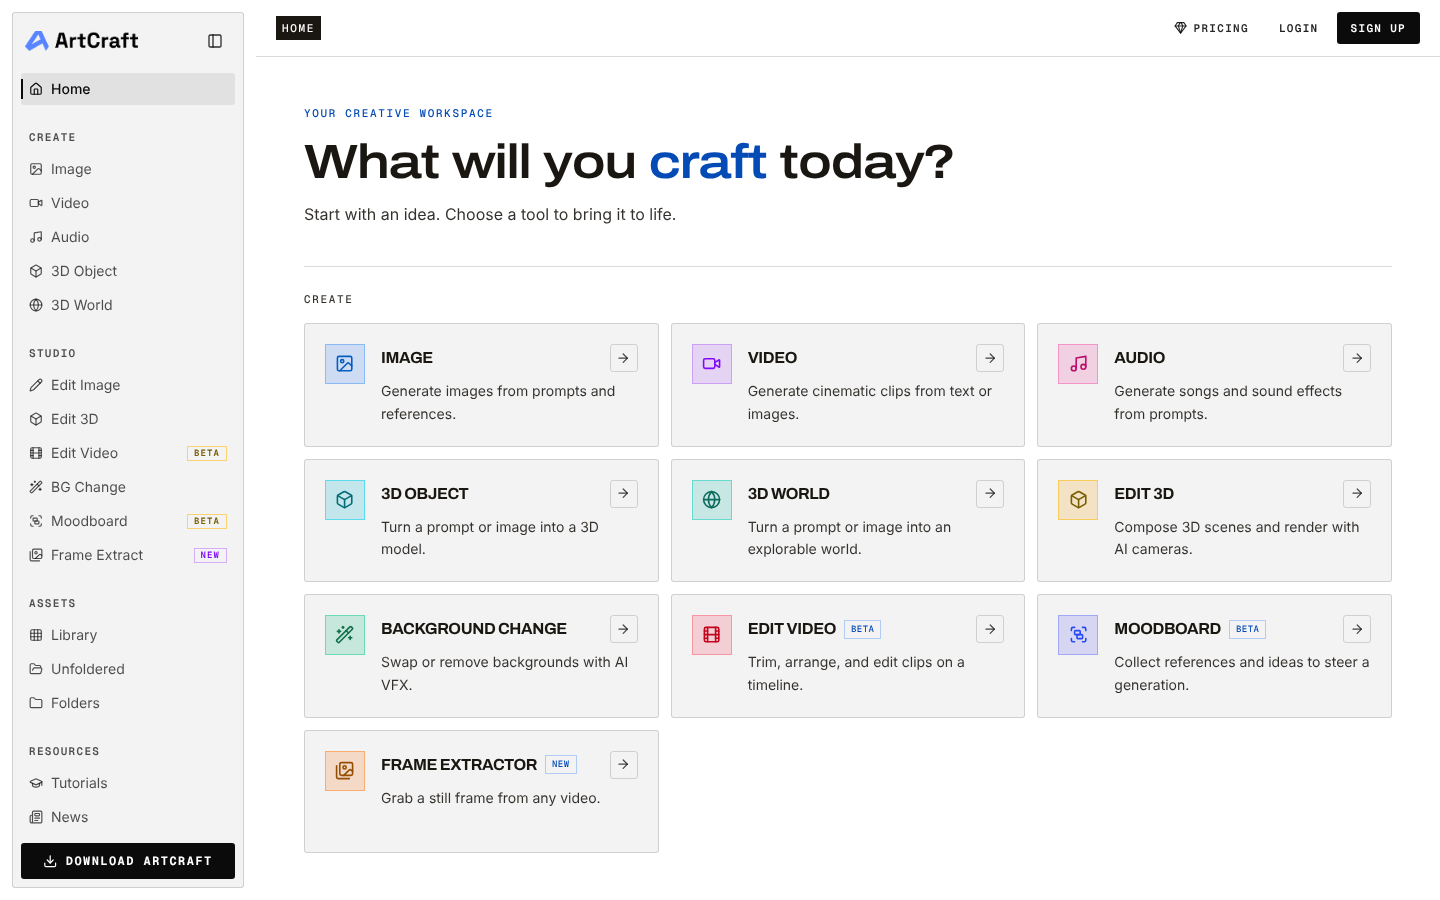 ArtCraft
Home
CREATE
Image
Video
Audio
3D Object
3D World
STUDIO
Edit Image
Edit 3D
Edit Video BETA
BG Change
Moodboard BETA
Frame Extract NEW
ASSETS
Library
Unfoldered
Folders
RESOURCES
Tutorials
News
DOWNLOAD ARTCRAFT
HOME
PRICING
LOGIN
SIGN UP
YOUR CREATIVE WORKSPACE
What will you craft today?
Start with an idea. Choose a tool to bring it to life.
CREATE
IMAGE
Generate images from prompts and
references.
VIDEO
Generate cinematic clips from text or
images.
AUDIO
Generate songs and sound effects
from prompts.
3D OBJECT
Turn a prompt or image into a 3D
model.
3D WORLD
Turn a prompt or image into an
explorable world.
EDIT 3D
Compose 3D scenes and render with
AI cameras.
BACKGROUND CHANGE
Swap or remove backgrounds with AI
VFX.
EDIT VIDEO BETA
Trim, arrange, and edit clips on a
timeline.
MOODBOARD BETA
Collect references and ideas to steer a
generation.
FRAME EXTRACTOR NEW
Grab a still frame from any video.